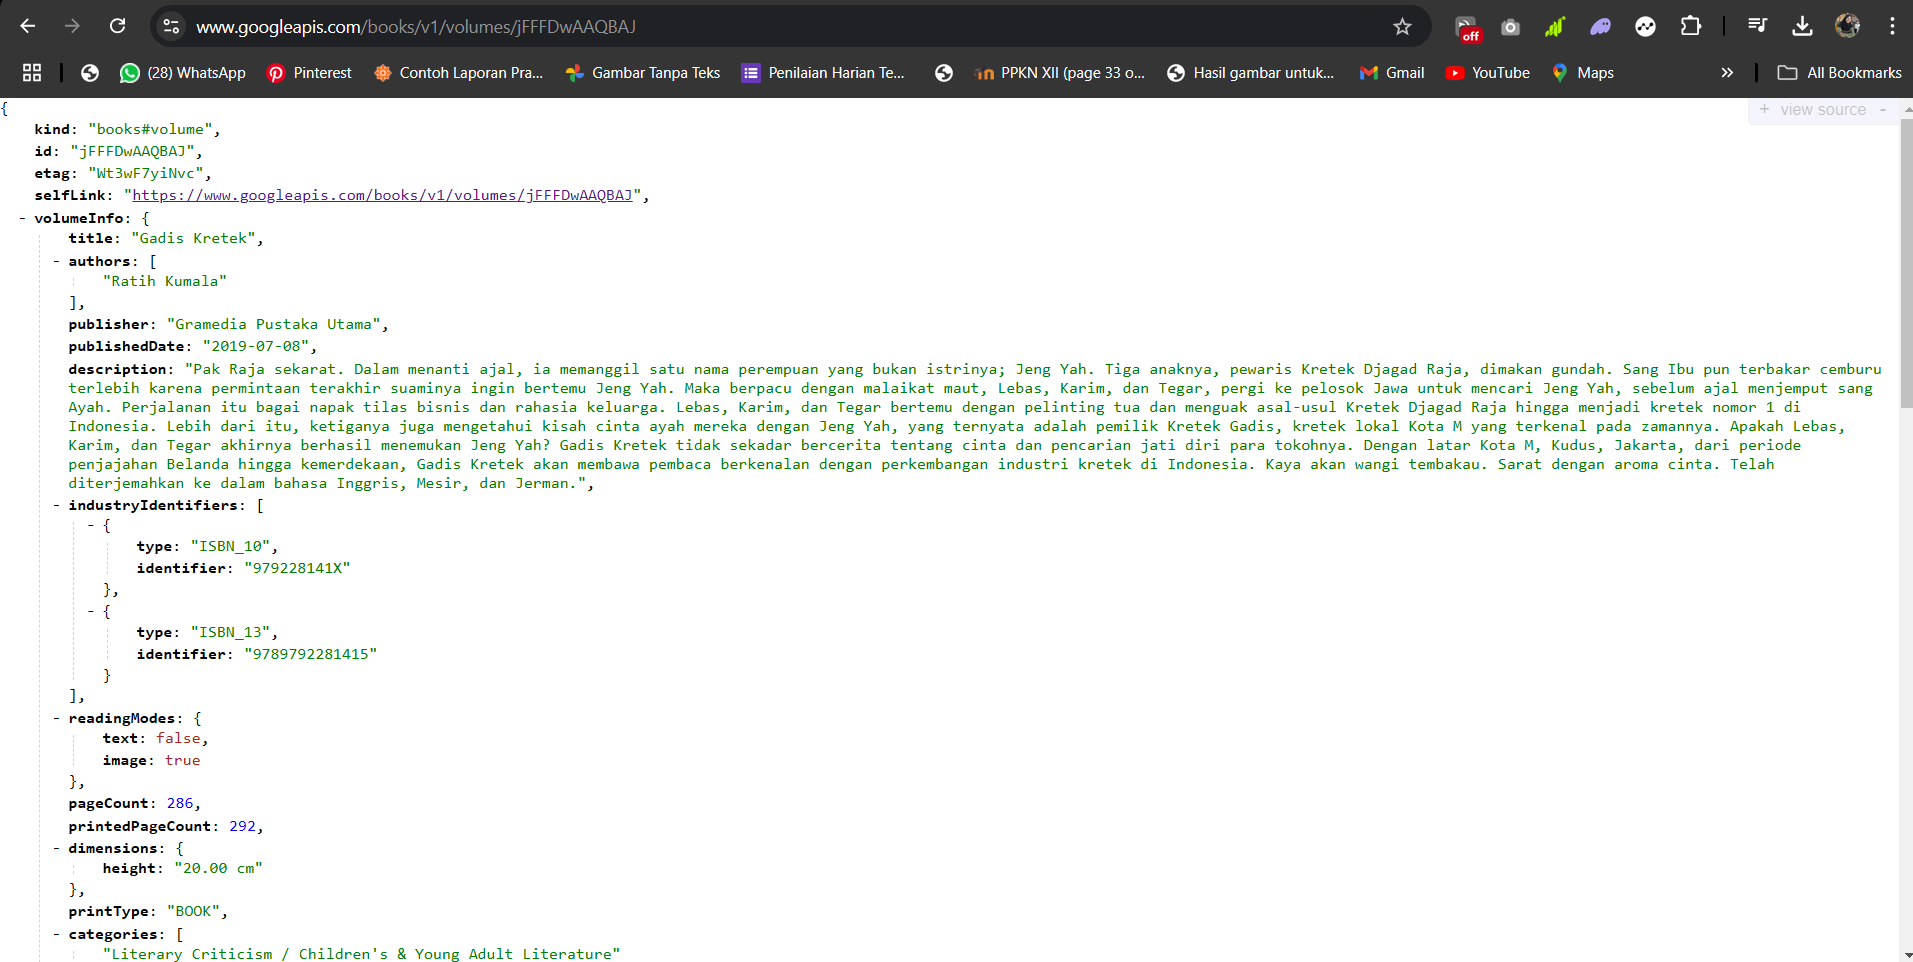 www.googleapis.com/books/v1/volumes/jFFFDwAAQBAJ
off
(28) WhatsApp
Pinterest
Contoh Laporan Pra...
Gambar Tanpa Teks
Penilaian Harian Te...
PPKN XII (page 33 o...
Hasil gambar untuk...
Gmail
YouTube
Maps
»
All Bookmarks
+ view source -
{
kind: "books#volume",
id: "jFFFDwAAQBAJ",
etag: "Wt3wF7yiNvc",
selfLink: "https://www.googleapis.com/books/v1/volumes/jFFFDwAAQBAJ",
- volumeInfo: {
title: "Gadis Kretek",
- authors: [
"Ratih Kumala"
],
publisher: "Gramedia Pustaka Utama",
publishedDate: "2019-07-08",
description: "Pak Raja sekarat. Dalam menanti ajal, ia memanggil satu nama perempuan yang bukan istrinya; Jeng Yah. Tiga anaknya, pewaris Kretek Djagad Raja, dimakan gundah. Sang Ibu pun terbakar cemburu
terlebih karena permintaan terakhir suaminya ingin bertemu Jeng Yah. Maka berpacu dengan malaikat maut, Lebas, Karim, dan Tegar, pergi ke pelosok Jawa untuk mencari Jeng Yah, sebelum ajal menjemput sang
Ayah. Perjalanan itu bagai napak tilas bisnis dan rahasia keluarga. Lebas, Karim, dan Tegar bertemu dengan pelinting tua dan menguak asal-usul Kretek Djagad Raja hingga menjadi kretek nomor 1 di
Indonesia. Lebih dari itu, ketiganya juga mengetahui kisah cinta ayah mereka dengan Jeng Yah, yang ternyata adalah pemilik Kretek Gadis, kretek lokal Kota M yang terkenal pada zamannya. Apakah Lebas,
Karim, dan Tegar akhirnya berhasil menemukan Jeng Yah? Gadis Kretek tidak sekadar bercerita tentang cinta dan pencarian jati diri para tokohnya. Dengan latar Kota M, Kudus, Jakarta, dari periode
penjajahan Belanda hingga kemerdekaan, Gadis Kretek akan membawa pembaca berkenalan dengan perkembangan industri kretek di Indonesia. Kaya akan wangi tembakau. Sarat dengan aroma cinta. Telah
diterjemahkan ke dalam bahasa Inggris, Mesir, dan Jerman.",
- industryIdentifiers: [
- {
type: "ISBN_10",
identifier: "979228141X"
},
- {
type: "ISBN_13",
identifier: "9789792281415"
}
],
- readingModes: {
text: false,
image: true
},
pageCount: 286,
printedPageCount: 292,
- dimensions: {
height: "20.00 cm"
},
printType: "BOOK",
- categories: [
"Literary Criticism / Children's & Young Adult Literature"